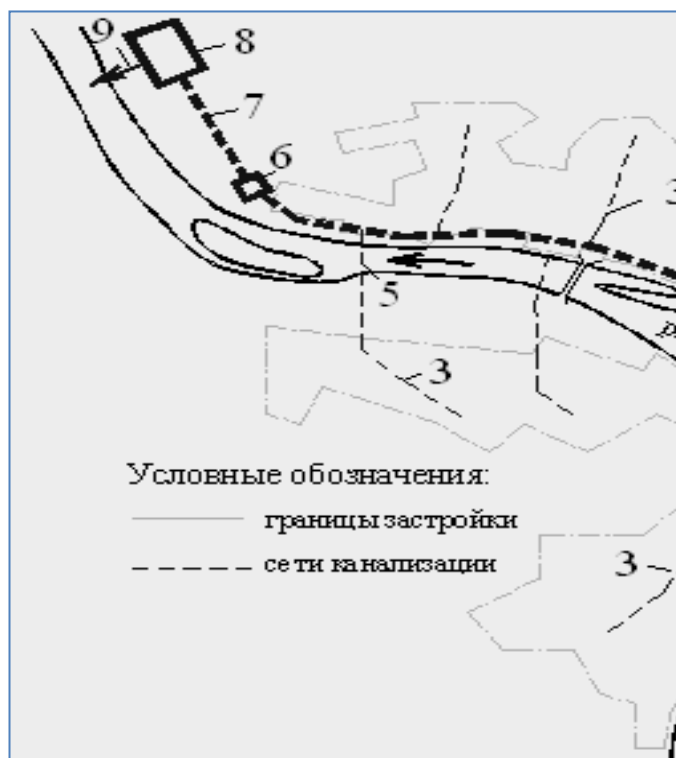 9
8
7
6
3
5
р
3
Условные обозначения:
границы застройки
сети канализации
3